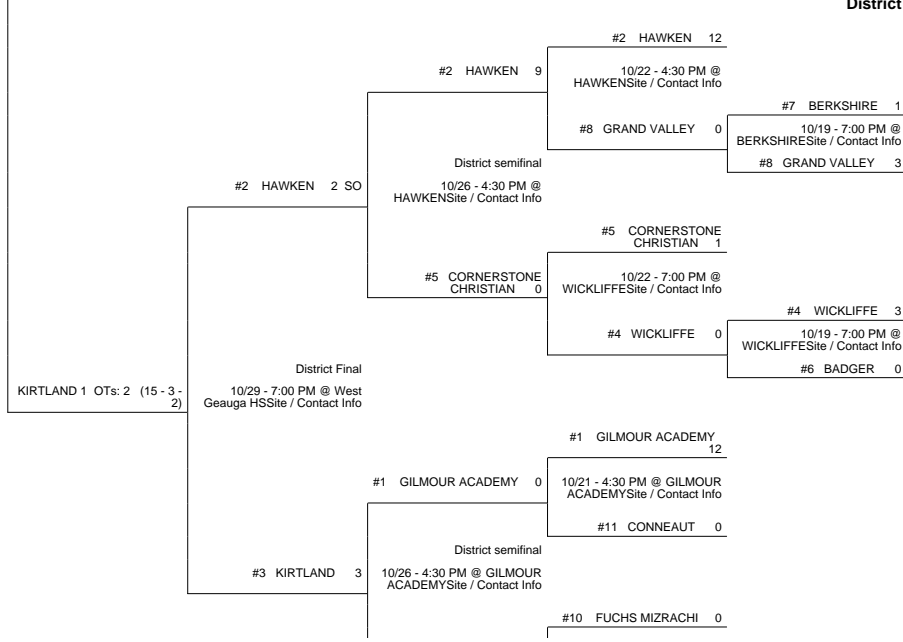 District
#2 HAWKEN 12
#2 HAWKEN 9
10/22 - 4:30 PM @
HAWKENSite / Contact Info
#7 BERKSHIRE 1
#8 GRAND VALLEY 0
10/19 - 7:00 PM @
BERKSHIRESite / Contact Info
#8 GRAND VALLEY 3
District semifinal
#2 HAWKEN 2 SO
10/26 - 4:30 PM @
HAWKENSite / Contact Info
#5 CORNERSTONE
CHRISTIAN 1
#5 CORNERSTONE
CHRISTIAN 0
10/22 - 7:00 PM @
WICKLIFFESite / Contact Info
#4 WICKLIFFE 3
#4 WICKLIFFE 0
10/19 - 7:00 PM @
WICKLIFFESite / Contact Info
#6 BADGER 0
District Final
KIRTLAND 1 OTs: 2 (15 - 3 -
2)
10/29 - 7:00 PM @ West
Geauga HSSite / Contact Info
#1 GILMOUR ACADEMY
12
#1 GILMOUR ACADEMY 0
10/21 - 4:30 PM @ GILMOUR
ACADEMYSite / Contact Info
#11 CONNEAUT 0
District semifinal
#3 KIRTLAND 3
10/26 - 4:30 PM @ GILMOUR
ACADEMYSite / Contact Info
#10 FUCHS MIZRACHI 0